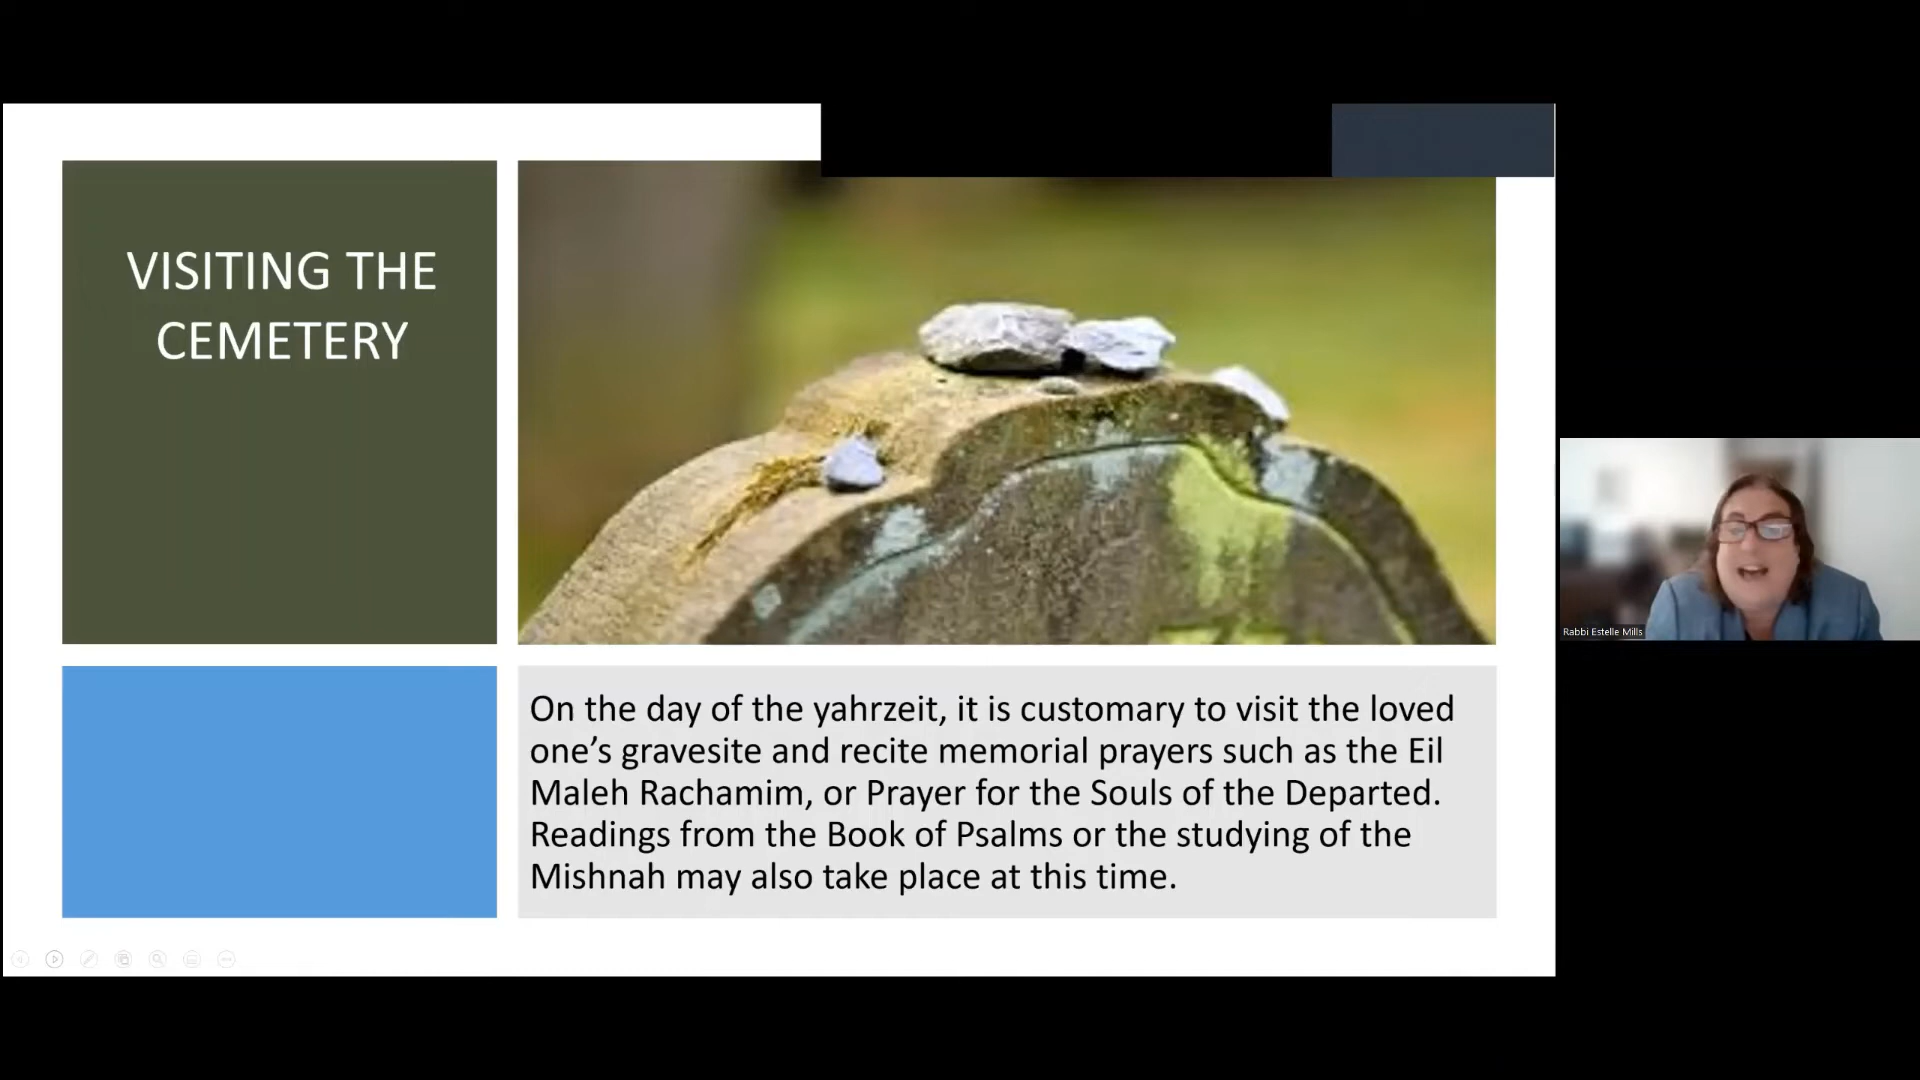 VISITING THE
CEMETERY
On the day of the yahrzeit, it is customary to visit the loved
one’s gravesite and recite memorial prayers such as the Eil
Maleh Rachamim, or Prayer for the Souls of the Departed.
Readings from the Book of Psalms or the studying of the
Mishnah may also take place at this time.
Rabbi Estelle Mills